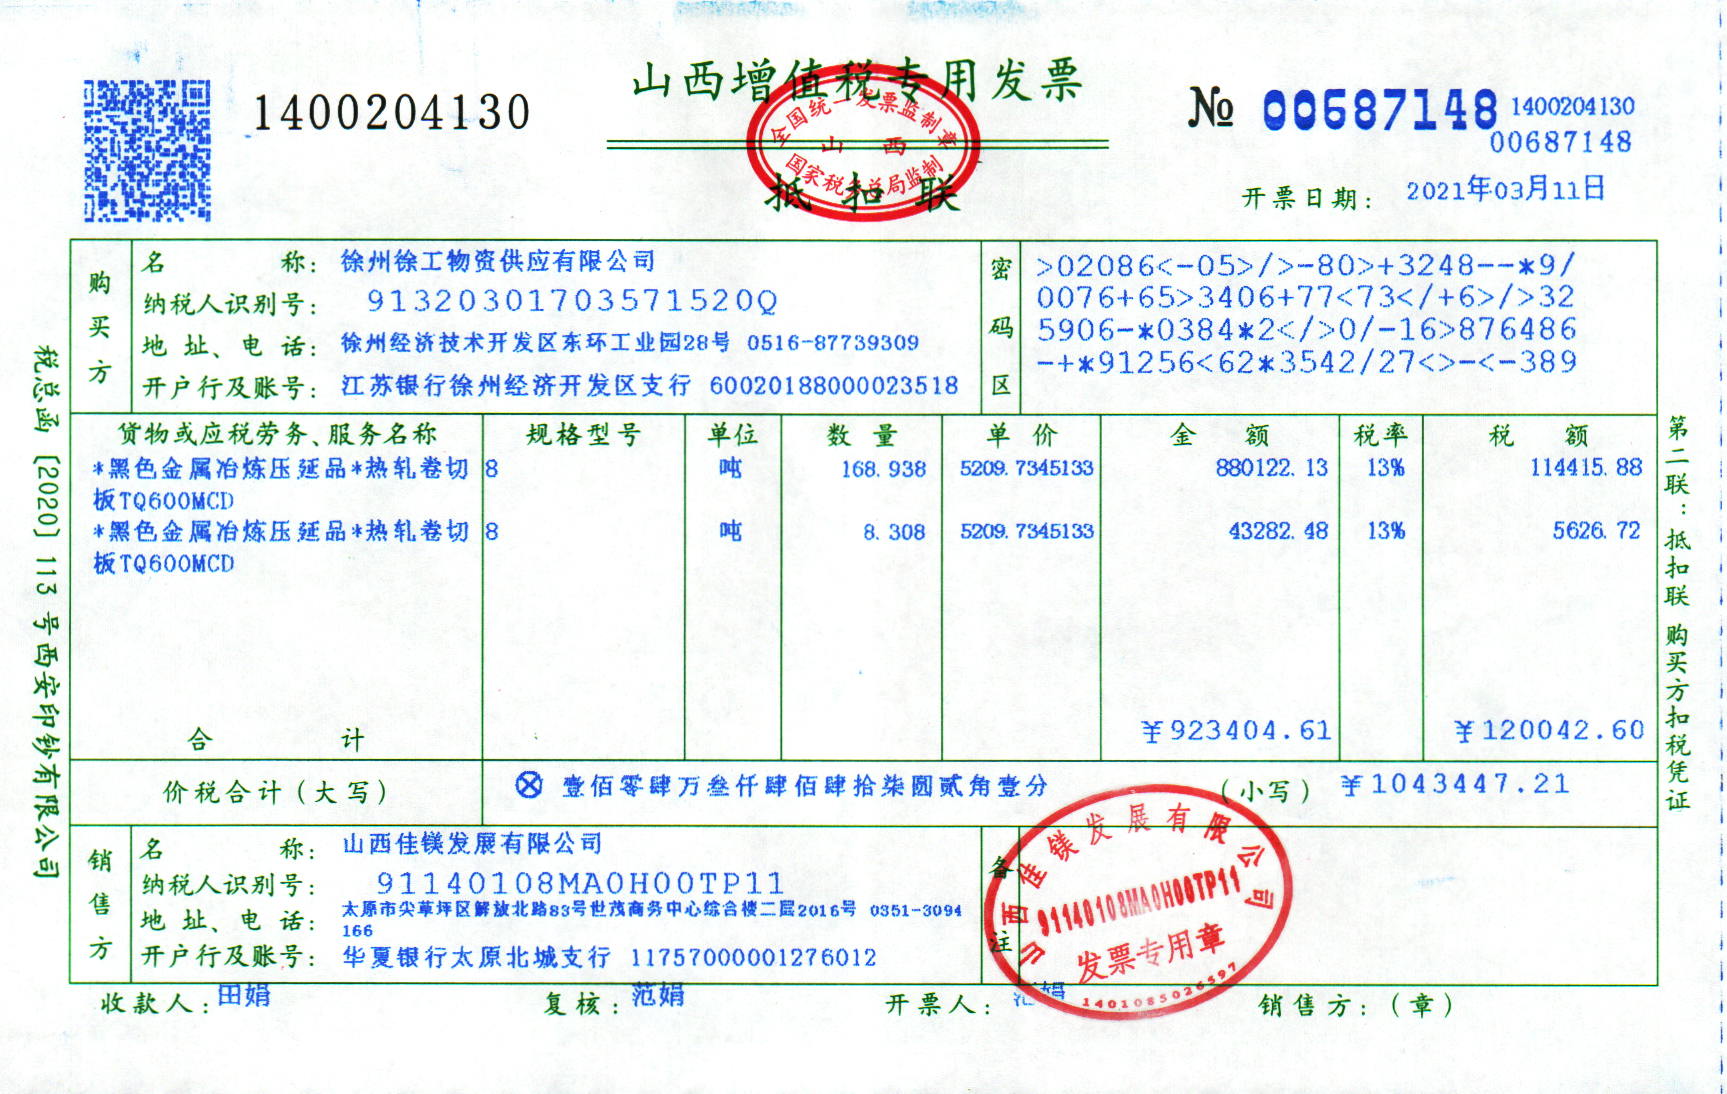 山西增值税专用发票
1400204130
№ 00687148
1400204130
00687148
全国统一发票监制章
山 西
国家税务总局监制
抵 扣 联
开票日期: 2021年03月11日
购买方
名 称: 徐州徐工物资供应有限公司
纳税人识别号: 91320301703571520Q
地 址、电 话: 徐州经济技术开发区东环工业园28号 0516-87739309
开户行及账号: 江苏银行徐州经济开发区支行 60020188000023518
密码区
>02086<-05>/>-80>+3248--*9/
0076+65>3406+77<73</+6>/>32
5906-*0384*2</>0/-16>876486
-+*91256<62*3542/27<>-<-389
货物或应税劳务、服务名称 规格型号 单位 数 量 单 价 金 额 税率 税 额
*黑色金属冶炼压延品*热轧卷切 8 吨 168.938 5209.7345133 880122.13 13% 114415.88
板TQ600MCD
*黑色金属冶炼压延品*热轧卷切 8 吨 8.308 5209.7345133 43282.48 13% 5626.72
板TQ600MCD
合 计 ¥923404.61 ¥120042.60
价税合计(大写) ⊗ 壹佰零肆万叁仟肆佰肆拾柒圆贰角壹分 (小写) ¥1043447.21
销售方
名 称: 山西佳镁发展有限公司
纳税人识别号: 91140108MA0H00TP11
地 址、电 话: 太原市尖草坪区解放北路83号世茂商务中心综合楼二层2016号 0351-3094
166
开户行及账号: 华夏银行太原北城支行 11757000001276012
备注
山西佳镁发展有限公司
91140108MA0H00TP11
发票专用章
1401085026597
收款人: 田娟 复核: 范娟 开票人: 范娟 销售方:(章)
税总函〔2020〕113号西安印钞有限公司
第二联:抵扣联 购买方扣税凭证